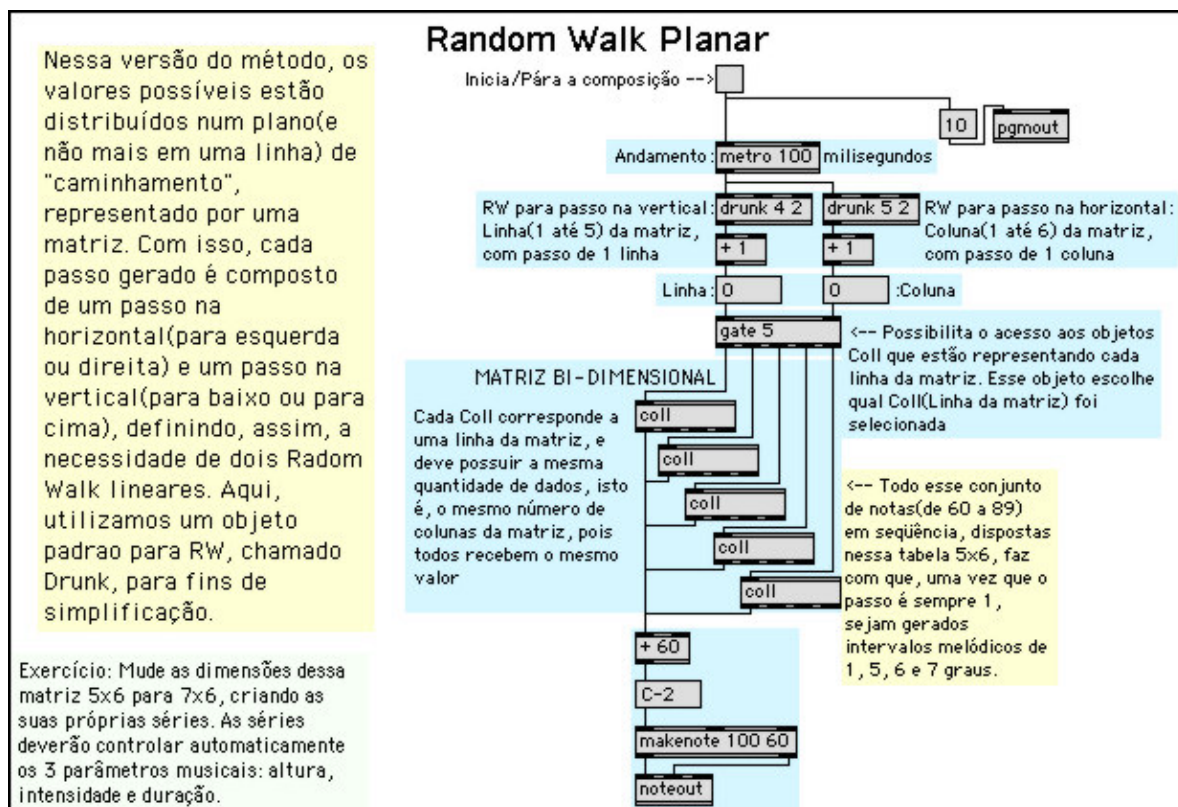 Random Walk Planar
Nessa versão do método, os
valores possíveis estão
distribuídos num plano(e
não mais em uma linha) de
"caminhamento",
representado por uma
matriz. Com isso, cada
passo gerado é composto
de um passo na
horizontal(para esquerda
ou direita) e um passo na
vertical(para baixo ou para
cima), definindo, assim, a
necessidade de dois Radom
Walk lineares. Aqui,
utilizamos um objeto
padrao para RW, chamado
Drunk, para fins de
simplificação.
Exercício: Mude as dimensões dessa
matriz 5x6 para 7x6, criando as
suas próprias séries. As séries
deverão controlar automaticamente
os 3 parâmetros musicais: altura,
intensidade e duração.
Inicia/Pára a composição -->
10
pgmout
Andamento: metro 100 milisegundos
RW para passo na vertical:
Linha(1 até 5) da matriz,
com passo de 1 linha
drunk 4 2
drunk 5 2
RW para passo na horizontal:
Coluna(1 até 6) da matriz,
com passo de 1 coluna
+ 1
+ 1
Linha: 0
0 :Coluna
gate 5
<-- Possibilita o acesso aos objetos
Coll que estão representando cada
linha da matriz. Esse objeto escolhe
qual Coll(Linha da matriz) foi
selecionada
MATRIZ BI-DIMENSIONAL
Cada Coll corresponde a
uma linha da matriz, e
deve possuir a mesma
quantidade de dados, isto
é, o mesmo número de
colunas da matriz, pois
todos recebem o mesmo
valor
coll
coll
coll
coll
coll
<-- Todo esse conjunto
de notas(de 60 a 89)
em seqüência, dispostas
nessa tabela 5x6, faz
com que, uma vez que o
passo é sempre 1,
sejam gerados
intervalos melódicos de
1, 5, 6 e 7 graus.
+ 60
C-2
makenote 100 60
noteout